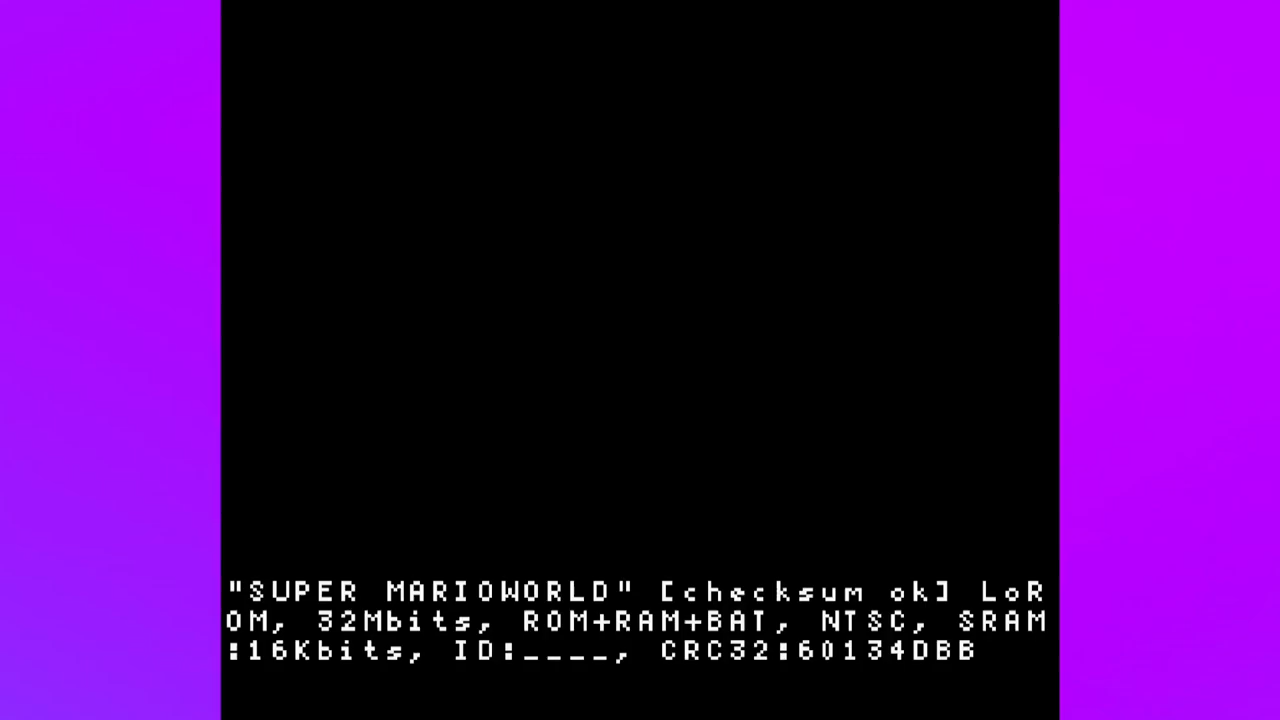 "SUPER MARIOWORLD" [checksum ok] LoR
OM, 32Mbits, ROM+RAM+BAT, NTSC, SRAM
:16Kbits, ID:____, CRC32:60134DBB